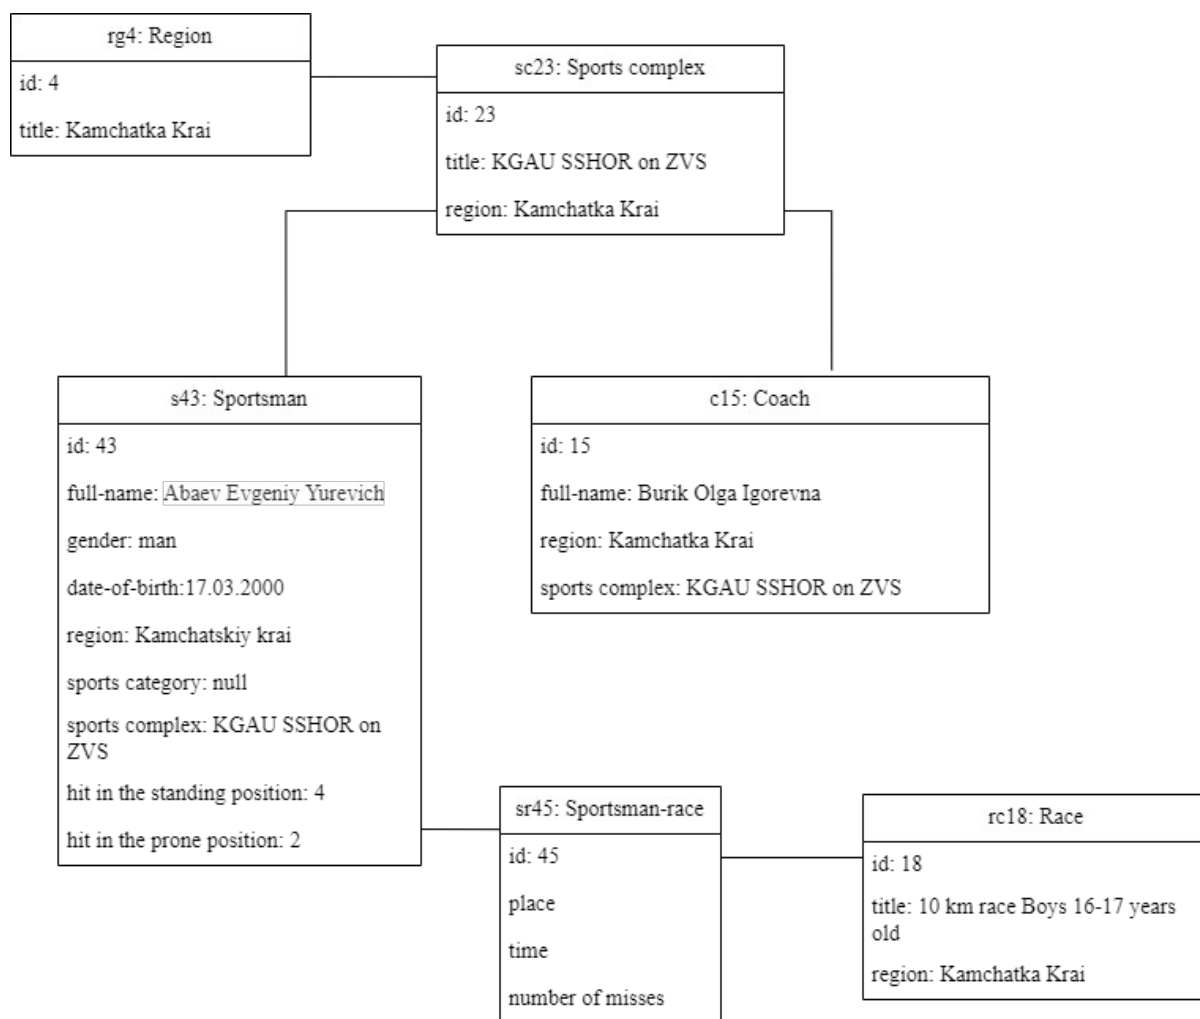 rg4: Region
id: 4
title: Kamchatka Krai
sc23: Sports complex
id: 23
title: KGAU SSHOR on ZVS
region: Kamchatka Krai
s43: Sportsman
id: 43
full-name: Abaev Evgeniy Yurevich
gender: man
date-of-birth:17.03.2000
region: Kamchatskiy krai
sports category: null
sports complex: KGAU SSHOR on
ZVS
hit in the standing position: 4
hit in the prone position: 2
c15: Coach
id: 15
full-name: Burik Olga Igorevna
region: Kamchatka Krai
sports complex: KGAU SSHOR on ZVS
sr45: Sportsman-race
id: 45
place
time
number of misses
rc18: Race
id: 18
title: 10 km race Boys 16-17 years
old
region: Kamchatka Krai